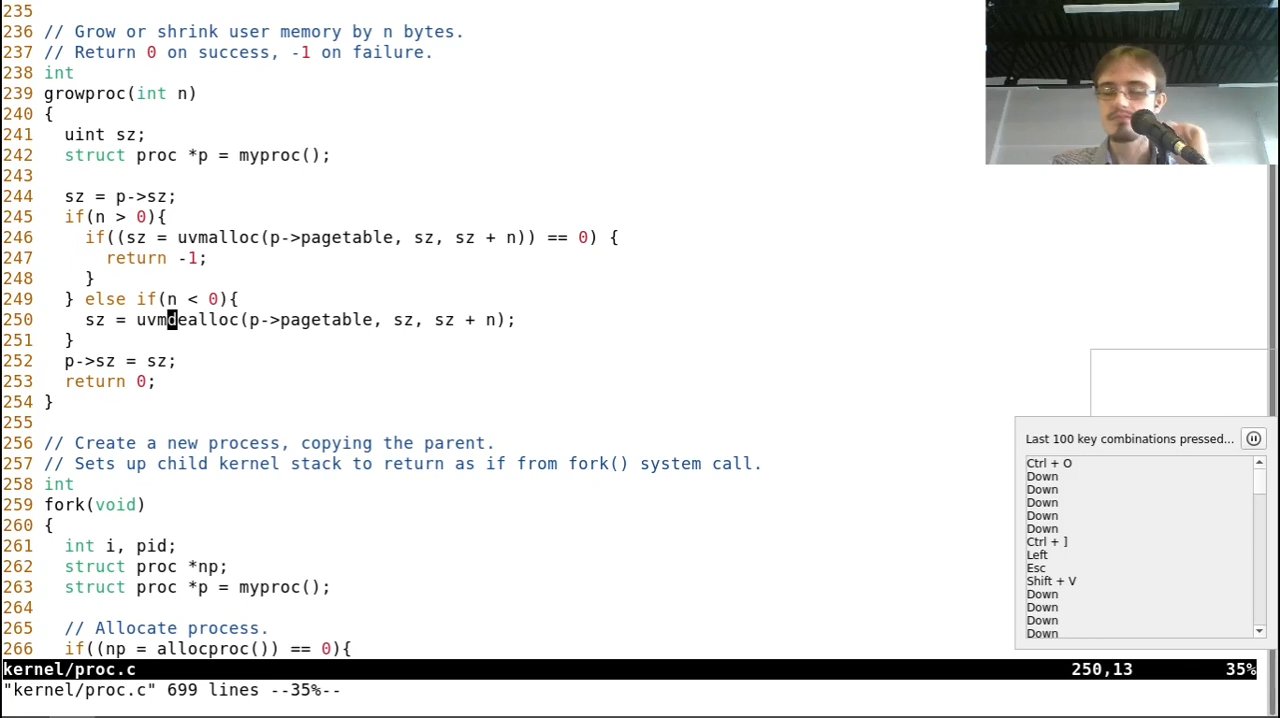 235
236 // Grow or shrink user memory by n bytes.
237 // Return 0 on success, -1 on failure.
238 int
239 growproc(int n)
240 {
241   uint sz;
242   struct proc *p = myproc();
243
244   sz = p->sz;
245   if(n > 0){
246     if((sz = uvmalloc(p->pagetable, sz, sz + n)) == 0) {
247       return -1;
248     }
249   } else if(n < 0){
250     sz = uvmdealloc(p->pagetable, sz, sz + n);
251   }
252   p->sz = sz;
253   return 0;
254 }
255
256 // Create a new process, copying the parent.
257 // Sets up child kernel stack to return as if from fork() system call.
258 int
259 fork(void)
260 {
261   int i, pid;
262   struct proc *np;
263   struct proc *p = myproc();
264
265   // Allocate process.
266   if((np = allocproc()) == 0){
kernel/proc.c 250,13 35%
"kernel/proc.c" 699 lines --35%--
Last 100 key combinations pressed...
Ctrl + O
Down
Down
Down
Down
Down
Ctrl + ]
Left
Esc
Shift + V
Down
Down
Down
Down